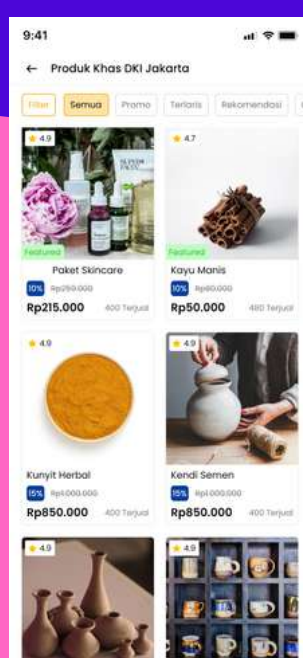 9:41
Produk Khas DKI Jakarta
Filter Semua Promo Terlaris Rekomendasi
4.9
4.7
Featured
Featured
Paket Skincare
Kayu Manis
10% Rp259.000
10% Rp80.000
Rp215.000 400 Terjual
Rp50.000 480 Terjual
4.9
4.9
Kunyit Herbal
Kendi Semen
15% Rp1.000.000
15% Rp1.000.000
Rp850.000 400 Terjual
Rp850.000 400 Terjual
4.9
4.9